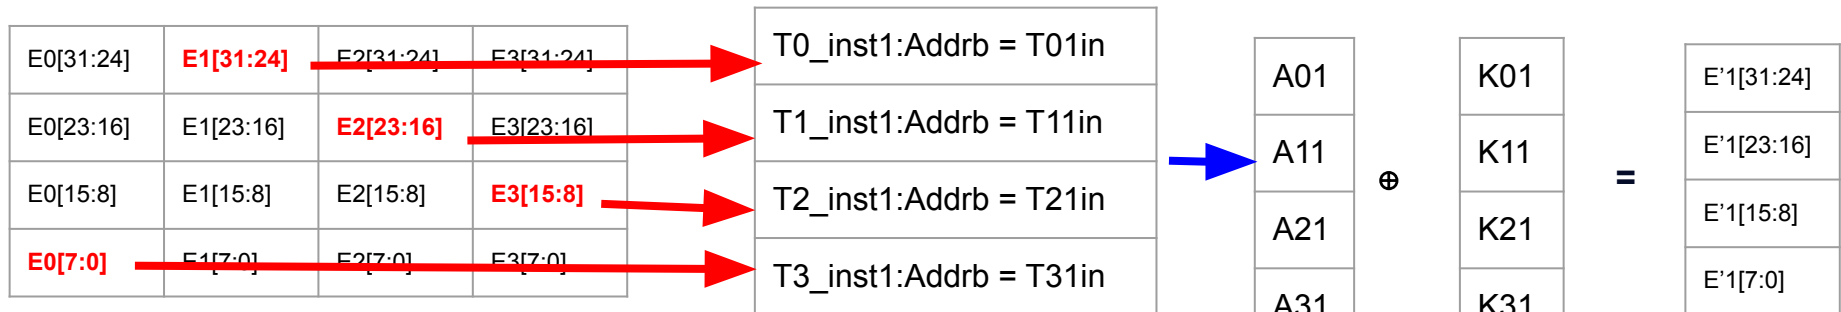 E0[31:24] E1[31:24] E2[31:24] E3[31:24]
E0[23:16] E1[23:16] E2[23:16] E3[23:16]
E0[15:8] E1[15:8] E2[15:8] E3[15:8]
E0[7:0] E1[7:0] E2[7:0] E3[7:0]
T0_inst1:Addrb = T01in
T1_inst1:Addrb = T11in
T2_inst1:Addrb = T21in
T3_inst1:Addrb = T31in
A01
A11
A21
A31
⊕
K01
K11
K21
K31
=
E’1[31:24]
E’1[23:16]
E’1[15:8]
E’1[7:0]